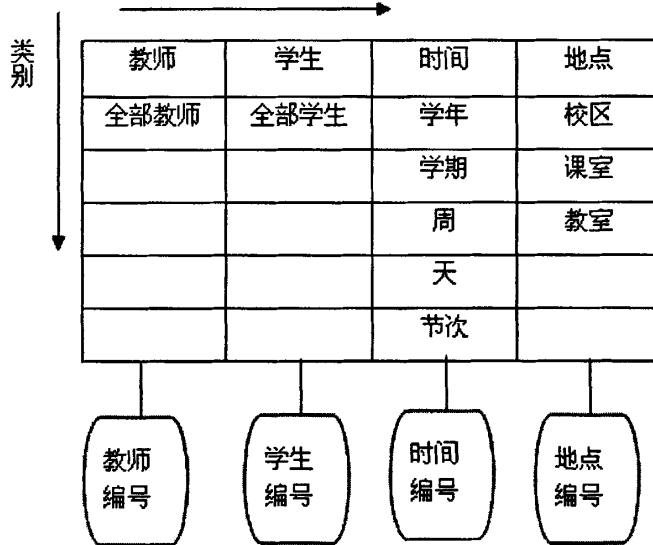 类别
教师 学生 时间 地点
全部教师 全部学生 学年 校区
学期 课室
周 教室
天
节次
教师编号 学生编号 时间编号 地点编号